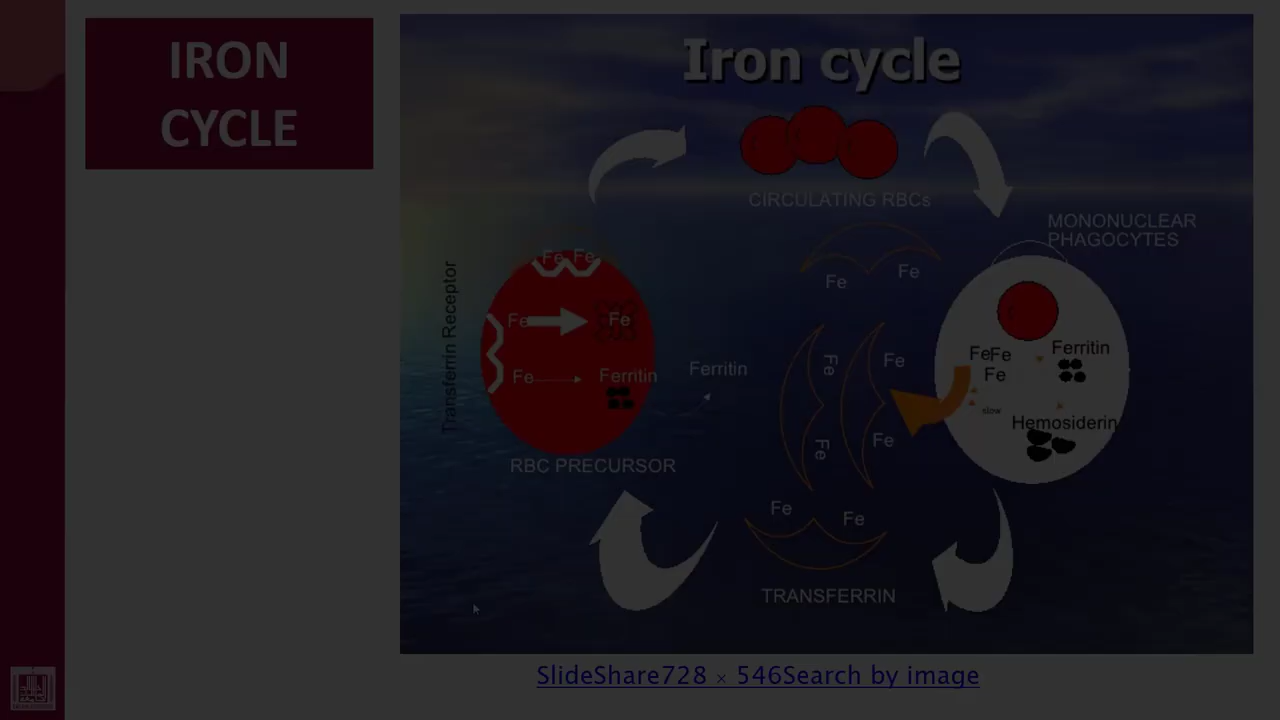 IRON
CYCLE
Iron cycle
CIRCULATING RBCs
MONONUCLEAR
PHAGOCYTES
Transferrin Receptor
Fe Fe
Fe
Fe
Fe
Ferritin
RBC PRECURSOR
Ferritin
Fe
Fe
Fe
Fe
Fe
Fe
Fe
Fe
TRANSFERRIN
FeFe
Fe
Ferritin
slow
Hemosiderin
SlideShare728 × 546Search by image